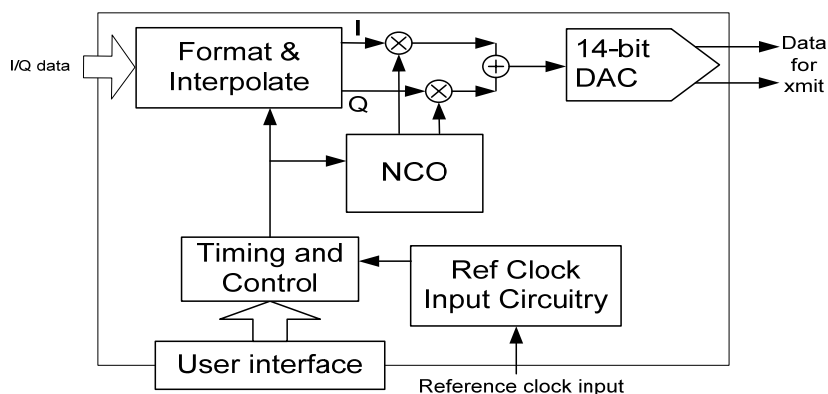 I/Q data
Format &
Interpolate
I
Q
14-bit
DAC
Data
for
xmit
NCO
Timing and
Control
Ref Clock
Input Circuitry
User interface
Reference clock input